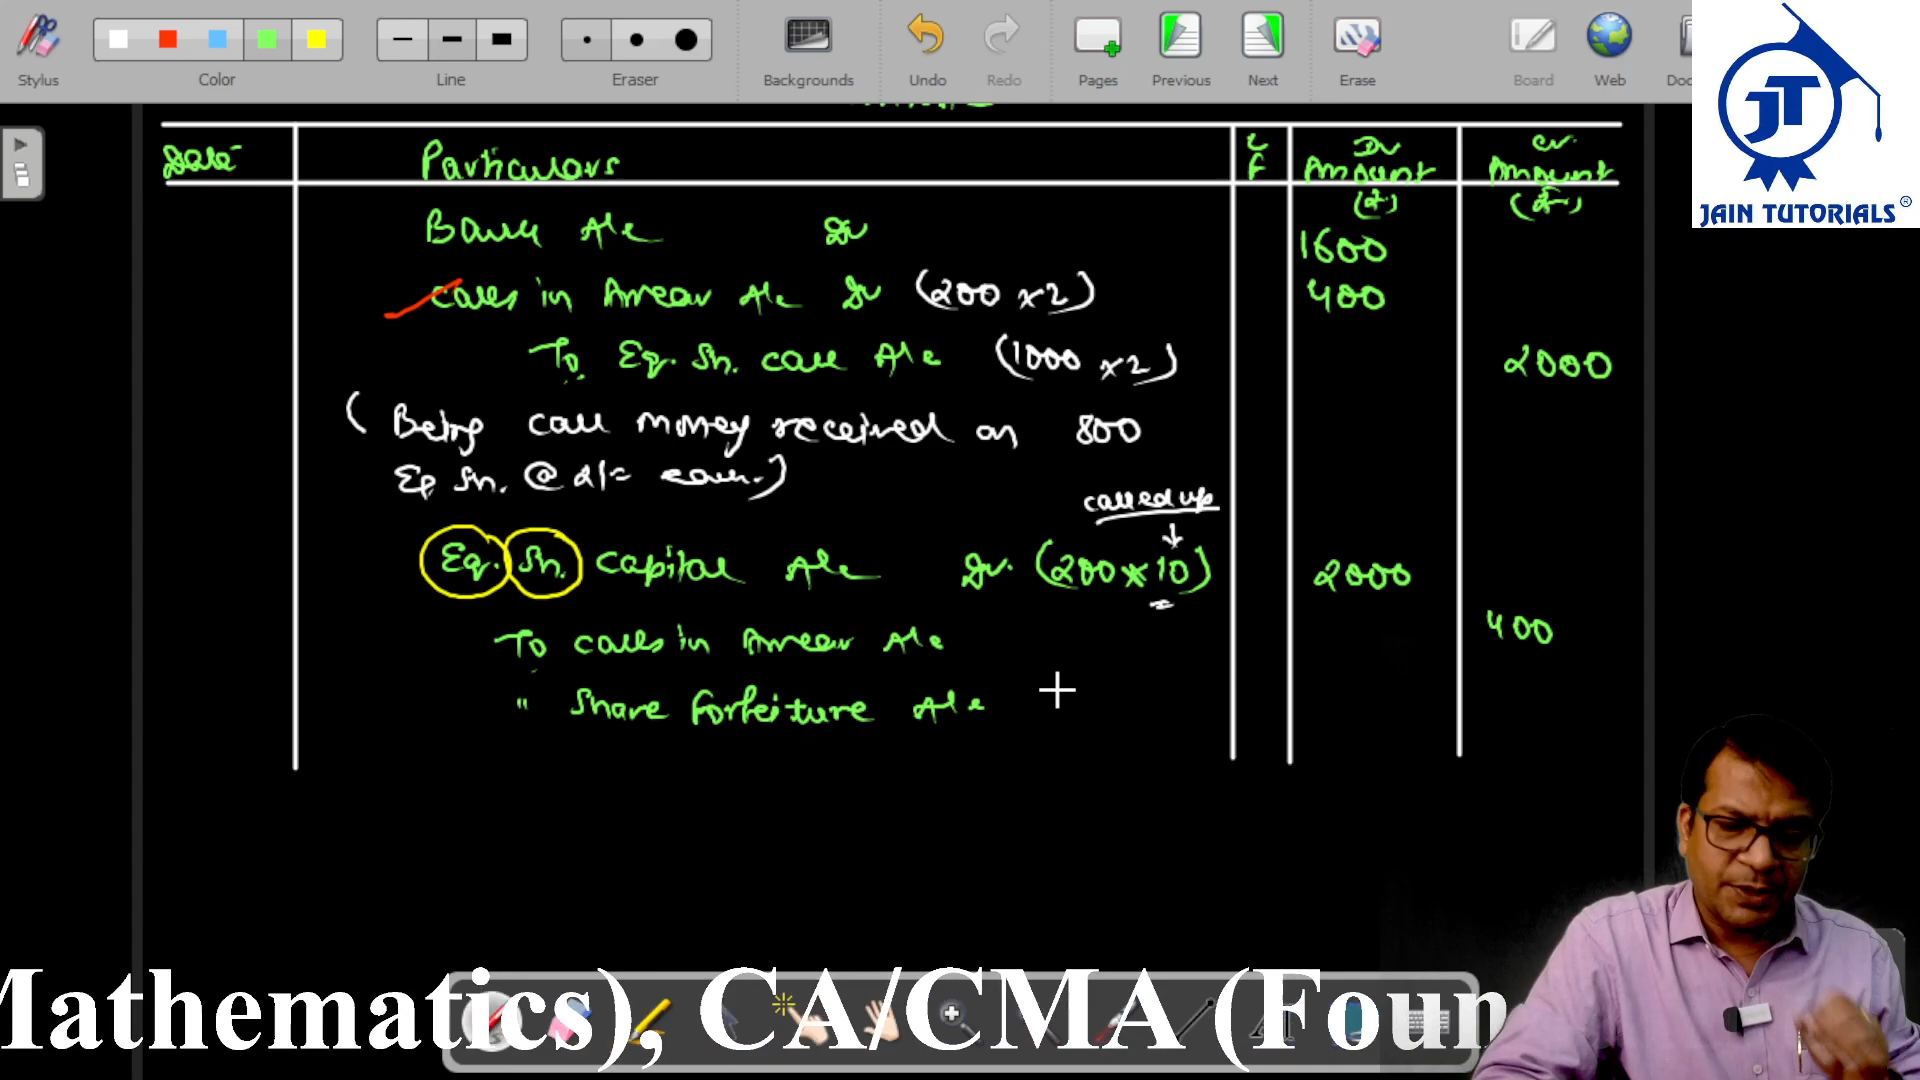 Stylus Color Line Eraser Backgrounds Undo Redo Pages Previous Next Erase Board Web
JT
JAIN TUTORIALS®
Date Particulars L F Dr Amount (₹) Cr. Amount (₹)
Bank A/c Dr 1600
Calls in Arrear A/c Dr (200 × 2) 400
To Eq. Sh. call A/c (1000 × 2) 2000
(Being call money received on 800
Eq Sh. @ 2/= each.)
called up
Eq. Sh. Capital A/c Dr. (200 × 10) 2000
To calls in Arrear A/c 400
" Share Forfeiture A/c
Mathematics), CA/CMA (Foun